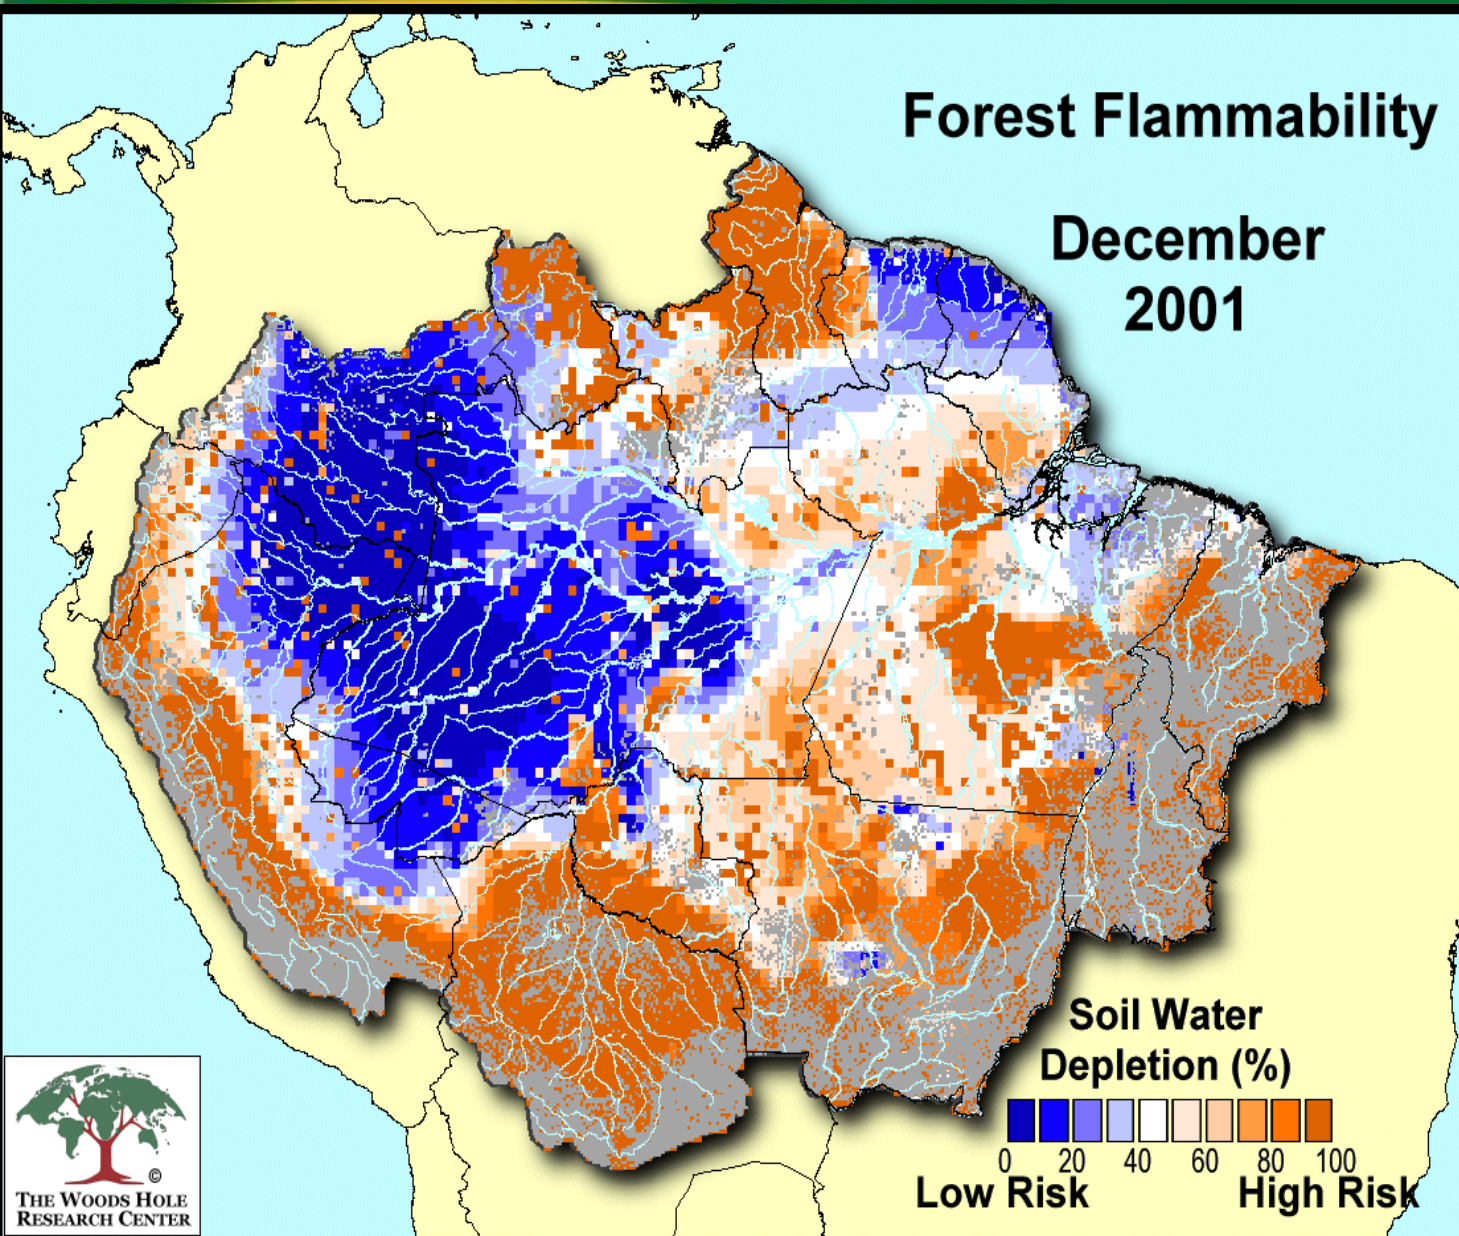 Forest Flammability
December
2001
Soil Water
Depletion (%)
0 20 40 60 80 100
Low Risk High Risk
©
THE WOODS HOLE
RESEARCH CENTER